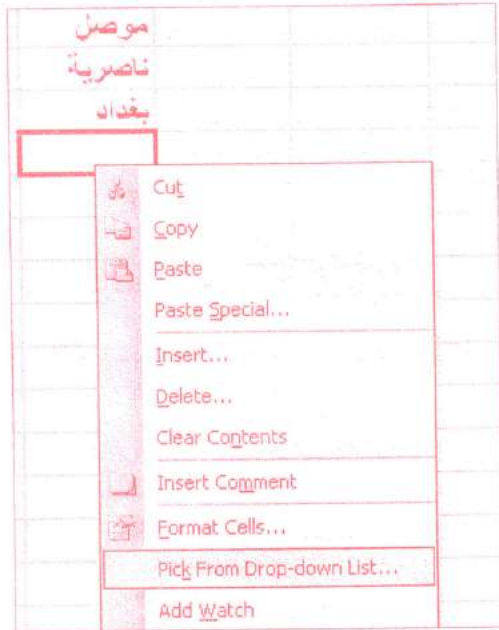 موصل
ناصرية
بغداد
Cut
Copy
Paste
Paste Special...
Insert...
Delete...
Clear Contents
Insert Comment
Format Cells...
Pick From Drop-down List...
Add Watch